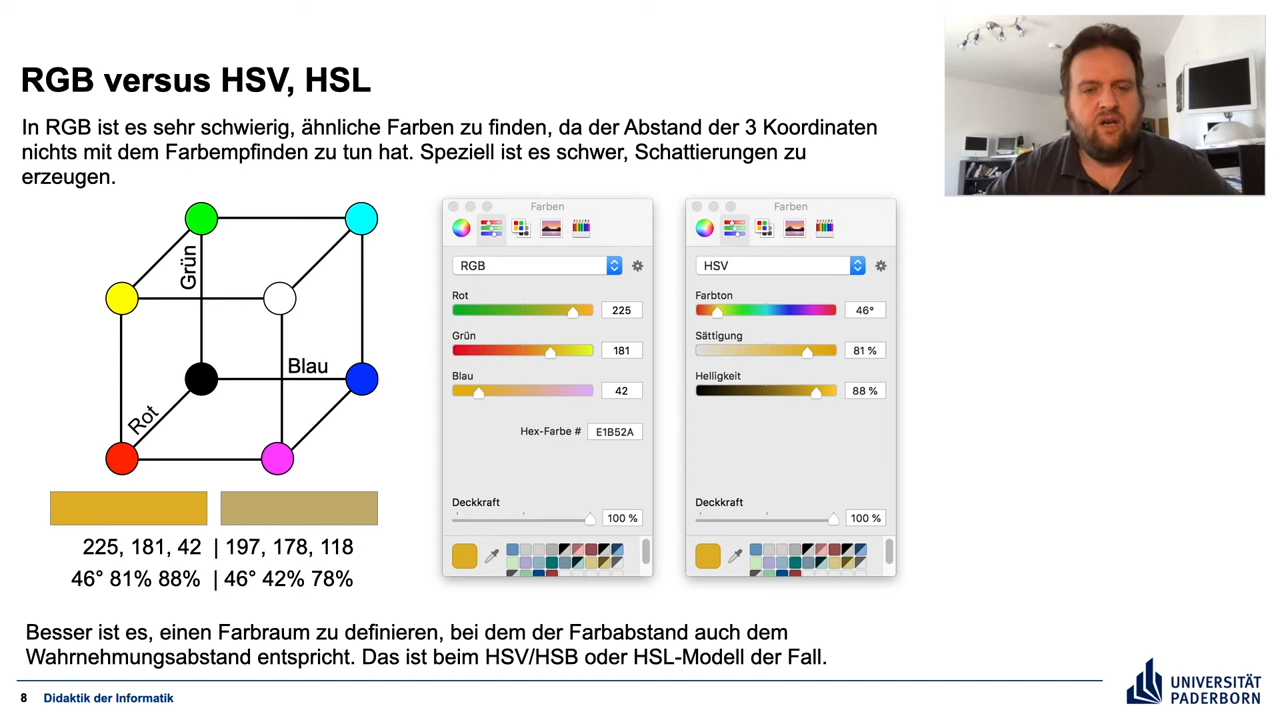 RGB versus HSV, HSL
In RGB ist es sehr schwierig, ähnliche Farben zu finden, da der Abstand der 3 Koordinaten
nichts mit dem Farbempfinden zu tun hat. Speziell ist es schwer, Schattierungen zu
erzeugen.
Grün
Blau
Rot
225, 181, 42 | 197, 178, 118
46° 81% 88% | 46° 42% 78%
Farben
RGB
Rot
225
Grün
181
Blau
42
Hex-Farbe # E1B52A
Deckkraft
100 %
Farben
HSV
Farbton
46°
Sättigung
81 %
Helligkeit
88 %
Deckkraft
100 %
Besser ist es, einen Farbraum zu definieren, bei dem der Farbabstand auch dem
Wahrnehmungsabstand entspricht. Das ist beim HSV/HSB oder HSL-Modell der Fall.
8 Didaktik der Informatik
UNIVERSITÄT
PADERBORN